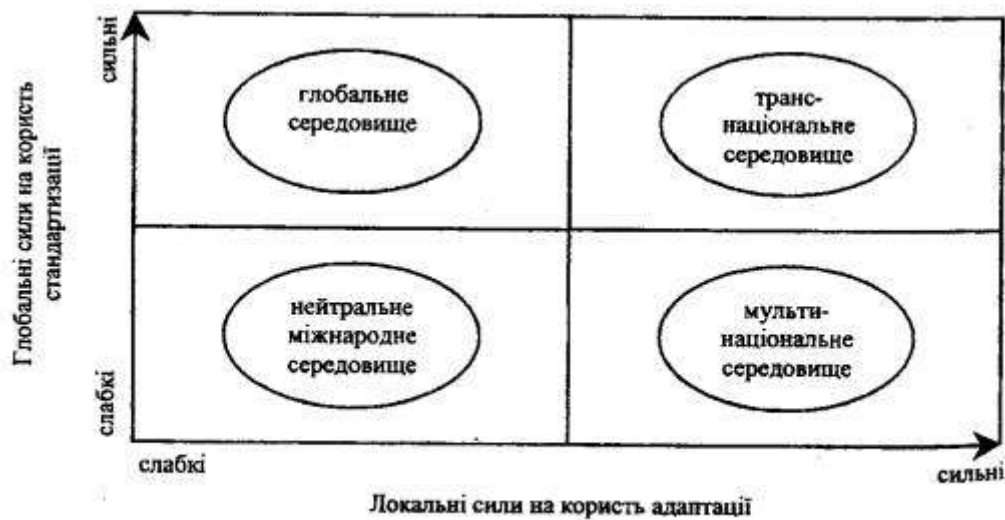 Глобальні сили на користь
стандартизації
сильні
слабкі
глобальне
середовище
транс-
національне
середовище
нейтральне
міжнародне
середовище
мульти-
національне
середовище
слабкі
сильні
Локальні сили на користь адаптації